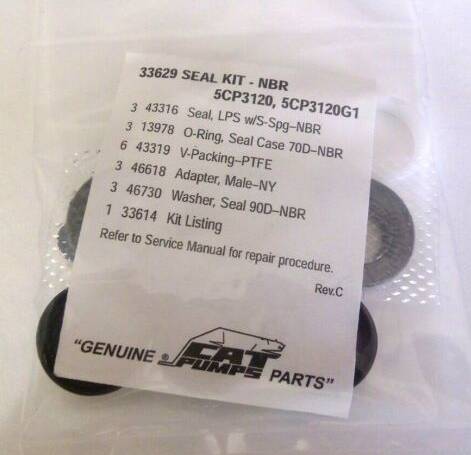 33629 SEAL KIT - NBR
5CP3120, 5CP3120G1
3 43316 Seal, LPS w/S-Spg-NBR
3 13978 O-Ring, Seal Case 70D-NBR
6 43319 V-Packing-PTFE
3 46618 Adapter, Male-NY
3 46730 Washer, Seal 90D-NBR
1 33614 Kit Listing
Refer to Service Manual for repair procedure.
Rev.C
"GENUINE ® CAT PUMPS PARTS"